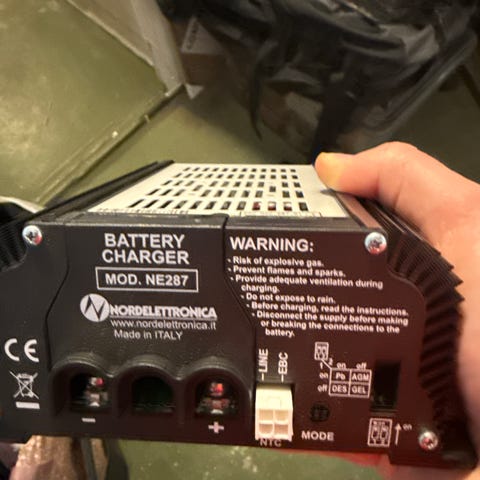 BATTERY
CHARGER
MOD. NE287
NORDELETTRONICA
www.nordelettronica.it
Made in ITALY
WARNING:
- Risk of explosive gas.
- Prevent flames and sparks.
- Provide adequate ventilation during
charging.
- Do not expose to rain.
- Before charging, read the instructions.
- Disconnect the supply before making
or breaking the connections to the
battery.
CE
- +
LINE
EBC
NTC
MODE
1 2
on off
on Pb AGM
off DES GEL
on